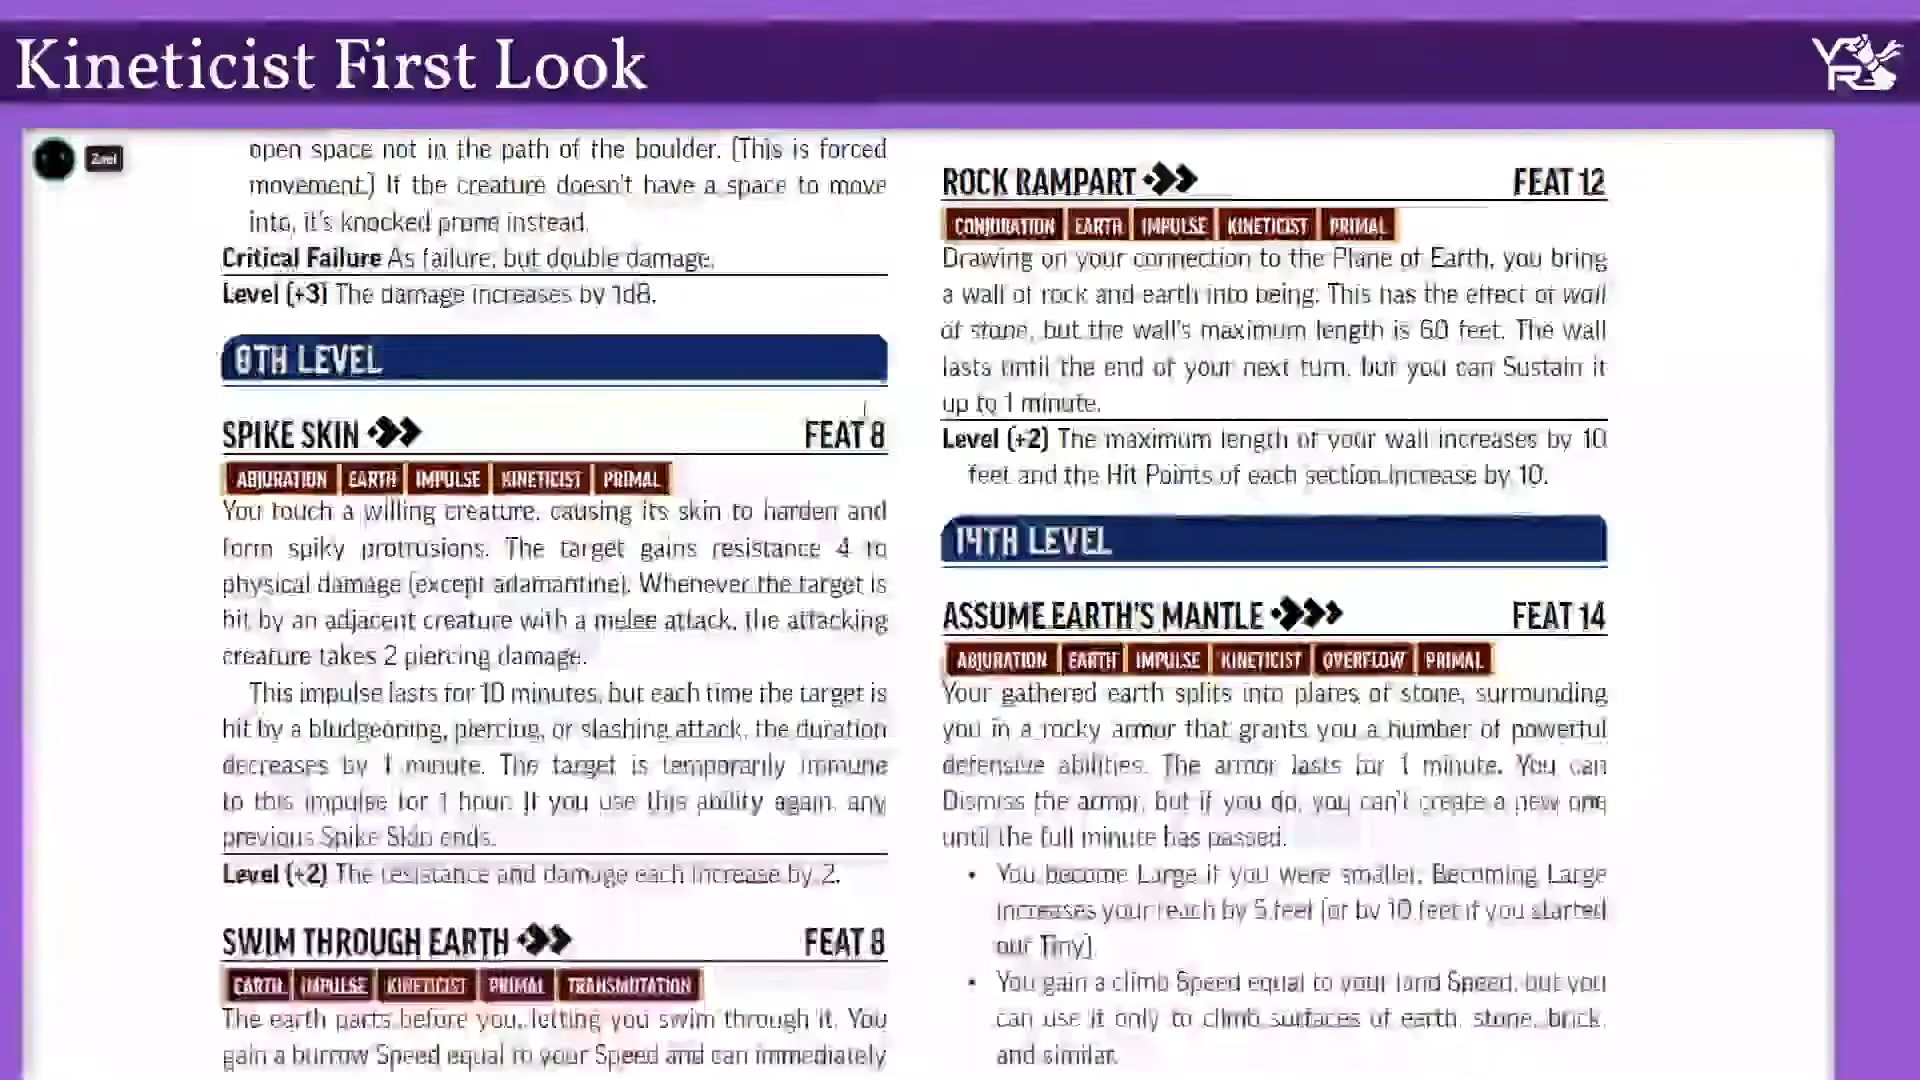 Kineticist First Look
VR
open space not in the path of the boulder. (This is forced
movement.) If the creature doesn't have a space to move
into, it's knocked prone instead.
Critical Failure As failure, but double damage.
Level (+3) The damage increases by 1d8.
8TH LEVEL
SPIKE SKIN FEAT 8
ABJURATION EARTH IMPULSE KINETICIST PRIMAL
You touch a willing creature, causing its skin to harden and
form spiky protrusions. The target gains resistance 4 to
physical damage (except adamantine). Whenever the target is
hit by an adjacent creature with a melee attack, the attacking
creature takes 2 piercing damage.
This impulse lasts for 10 minutes, but each time the target is
hit by a bludgeoning, piercing, or slashing attack, the duration
decreases by 1 minute. The target is temporarily immune
to this impulse for 1 hour. If you use this ability again, any
previous Spike Skin ends.
Level (+2) The resistance and damage each increase by 2.
SWIM THROUGH EARTH FEAT 8
EARTH IMPULSE KINETICIST PRIMAL TRANSMUTATION
The earth parts before you, letting you swim through it. You
gain a burrow Speed equal to your Speed and can immediately
ROCK RAMPART FEAT 12
CONJURATION EARTH IMPULSE KINETICIST PRIMAL
Drawing on your connection to the Plane of Earth, you bring
a wall of rock and earth into being. This has the effect of wall
of stone, but the wall's maximum length is 60 feet. The wall
lasts until the end of your next turn, but you can Sustain it
up to 1 minute.
Level (+2) The maximum length of your wall increases by 10
feet and the Hit Points of each section increase by 10.
14TH LEVEL
ASSUME EARTH'S MANTLE FEAT 14
ABJURATION EARTH IMPULSE KINETICIST OVERFLOW PRIMAL
Your gathered earth splits into plates of stone, surrounding
you in a rocky armor that grants you a number of powerful
defensive abilities. The armor lasts for 1 minute. You can
Dismiss the armor, but if you do, you can't create a new one
until the full minute has passed.
• You become Large if you were smaller. Becoming Large
increases your reach by 5 feet (or by 10 feet if you started
out Tiny).
• You gain a climb Speed equal to your land Speed, but you
can use it only to climb surfaces of earth, stone, brick,
and similar.